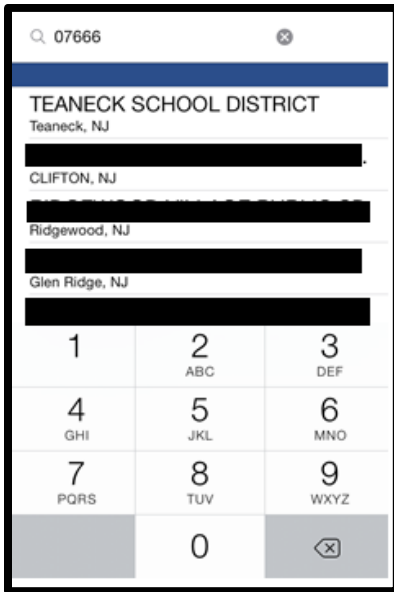 07666
TEANECK SCHOOL DISTRICT
Teaneck, NJ
CLIFTON, NJ
Ridgewood, NJ
Glen Ridge, NJ
1 2 3
ABC DEF
4 5 6
GHI JKL MNO
7 8 9
PQRS TUV WXYZ
0